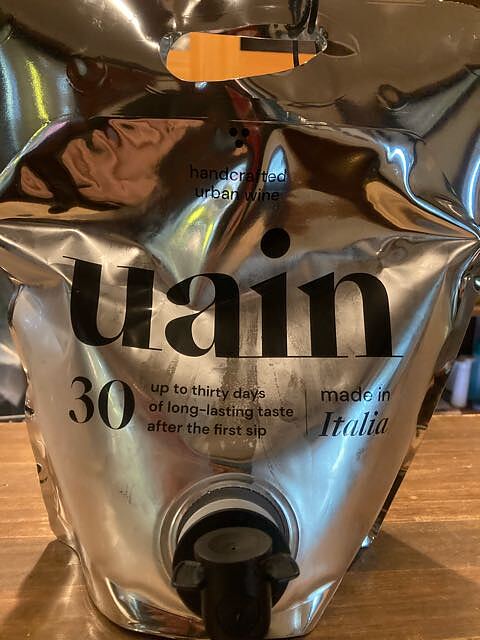 handcrafted
urban wine
uain
30
up to thirty days
of long-lasting taste
after the first sip
made in
Italia